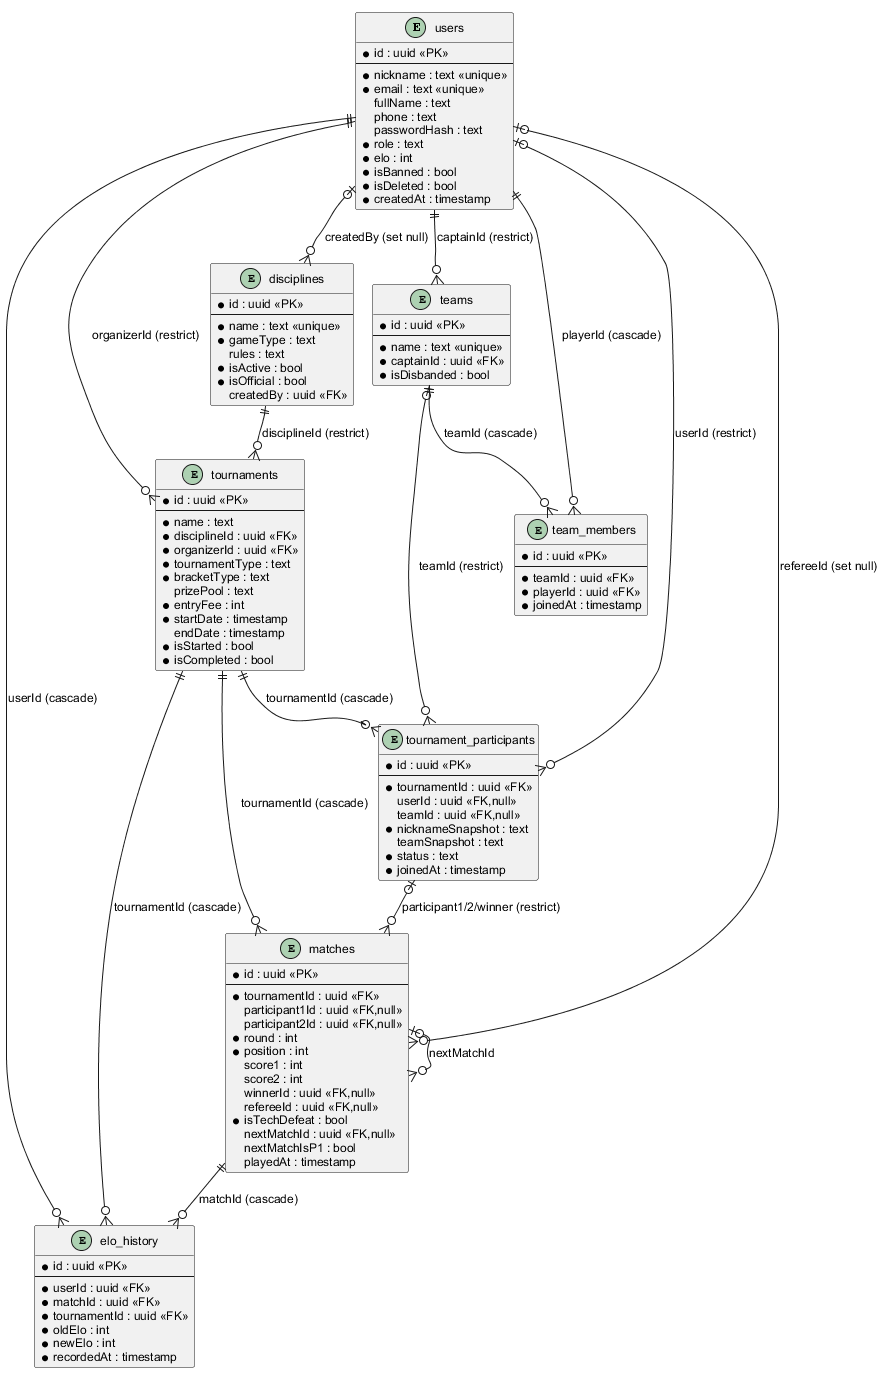 E users
id : uuid «PK»
nickname : text «unique»
email : text «unique»
fullName : text
phone : text
passwordHash : text
role : text
elo : int
isBanned : bool
isDeleted : bool
createdAt : timestamp
createdBy (set null)
captainId (restrict)
E disciplines
id : uuid «PK»
name : text «unique»
gameType : text
rules : text
isActive : bool
isOfficial : bool
createdBy : uuid «FK»
E teams
id : uuid «PK»
name : text «unique»
captainId : uuid «FK»
isDisbanded : bool
organizerId (restrict)
playerId (cascade)
disciplineId (restrict)
teamId (cascade)
userId (restrict)
E tournaments
id : uuid «PK»
name : text
disciplineId : uuid «FK»
organizerId : uuid «FK»
tournamentType : text
bracketType : text
prizePool : text
entryFee : int
startDate : timestamp
endDate : timestamp
isStarted : bool
isCompleted : bool
E team_members
id : uuid «PK»
teamId : uuid «FK»
playerId : uuid «FK»
joinedAt : timestamp
teamId (restrict)
refereeId (set null)
userId (cascade)
tournamentId (cascade)
E tournament_participants
id : uuid «PK»
tournamentId : uuid «FK»
userId : uuid «FK,null»
teamId : uuid «FK,null»
nicknameSnapshot : text
teamSnapshot : text
status : text
joinedAt : timestamp
tournamentId (cascade)
tournamentId (cascade)
participant1/2/winner (restrict)
E matches
id : uuid «PK»
tournamentId : uuid «FK»
participant1Id : uuid «FK,null»
participant2Id : uuid «FK,null»
round : int
position : int
score1 : int
score2 : int
winnerId : uuid «FK,null»
refereeId : uuid «FK,null»
isTechDefeat : bool
nextMatchId : uuid «FK,null»
nextMatchIsP1 : bool
playedAt : timestamp
nextMatchId
matchId (cascade)
E elo_history
id : uuid «PK»
userId : uuid «FK»
matchId : uuid «FK»
tournamentId : uuid «FK»
oldElo : int
newElo : int
recordedAt : timestamp